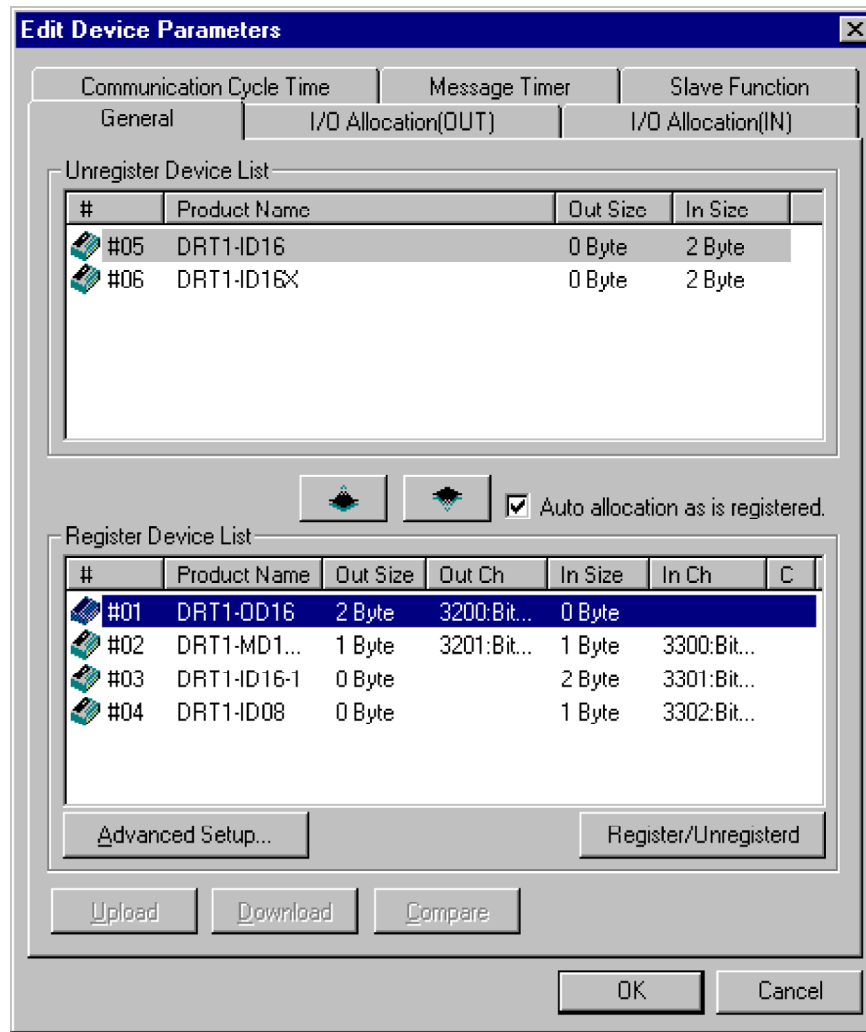 Edit Device Parameters
Communication Cycle Time Message Timer Slave Function
General I/O Allocation(OUT) I/O Allocation(IN)
Unregister Device List
# Product Name Out Size In Size
#05 DRT1-ID16 0 Byte 2 Byte
#06 DRT1-ID16X 0 Byte 2 Byte
Auto allocation as is registered.
Register Device List
# Product Name Out Size Out Ch In Size In Ch C
#01 DRT1-OD16 2 Byte 3200:Bit... 0 Byte
#02 DRT1-MD1... 1 Byte 3201:Bit... 1 Byte 3300:Bit...
#03 DRT1-ID16-1 0 Byte 2 Byte 3301:Bit...
#04 DRT1-ID08 0 Byte 1 Byte 3302:Bit...
Advanced Setup... Register/Unregisterd
Upload Download Compare
OK Cancel